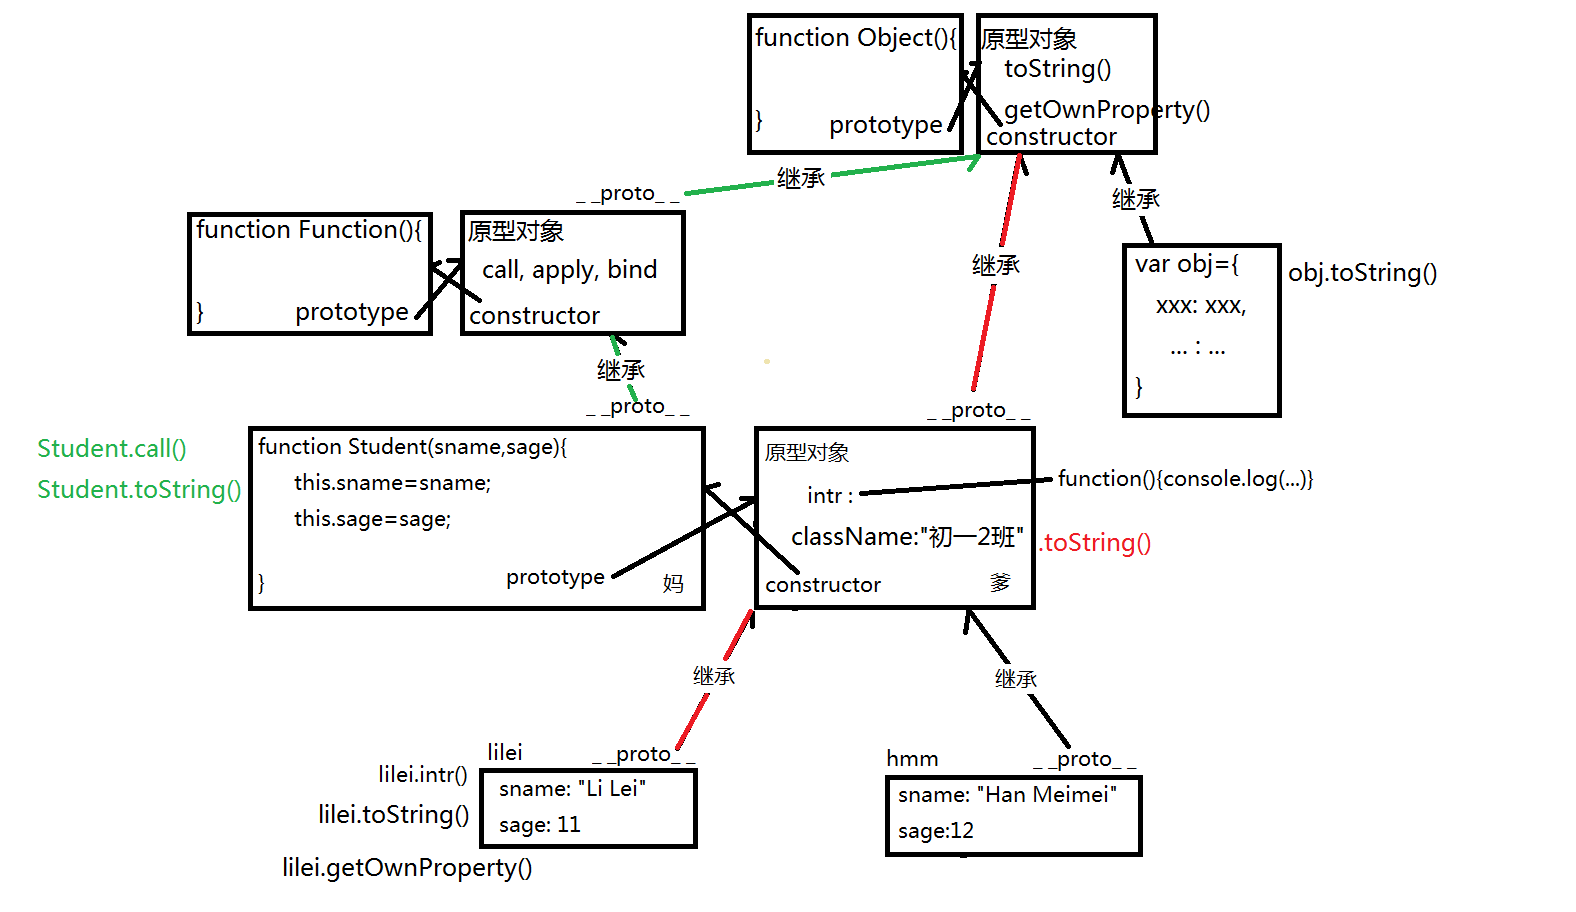 function Object(){
prototype
}
原型对象
toString()
getOwnProperty()
constructor
继承
_ _proto_ _
继承
继承
function Function(){
prototype
}
原型对象
call, apply, bind
constructor
var obj={
xxx: xxx,
... : ...
}
obj.toString()
继承
_ _proto_ _
_ _proto_ _
Student.call()
Student.toString()
function Student(sname,sage){
this.sname=sname;
this.sage=sage;
prototype
}
妈
原型对象
intr :
function(){console.log(...)}
className:"初一2班"
.toString()
constructor
爹
继承
继承
lilei
_ _proto_ _
lilei.intr()
lilei.toString()
lilei.getOwnProperty()
sname: "Li Lei"
sage: 11
hmm
_ _proto_ _
sname: "Han Meimei"
sage:12